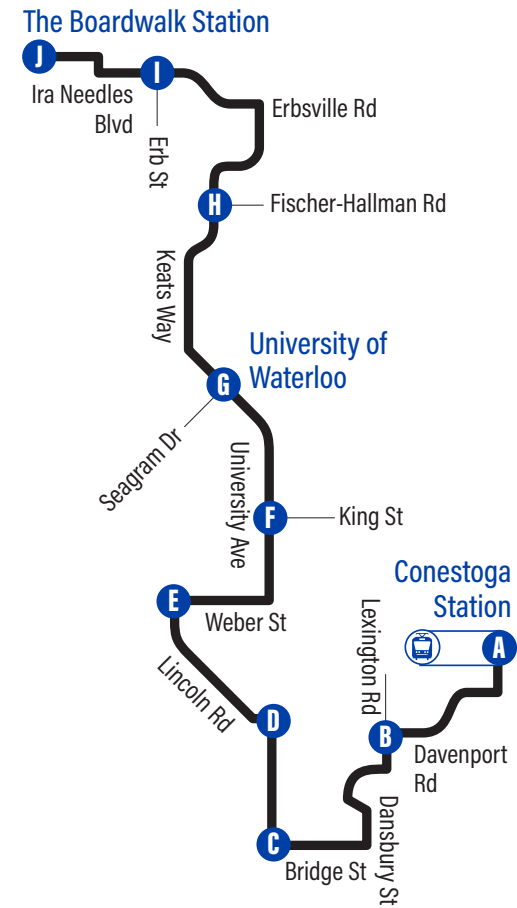 The Boardwalk Station
J
I
Ira Needles
Blvd
Erb St
Erbsville Rd
H
Fischer-Hallman Rd
Keats Way
University of
Waterloo
G
Seagram Dr
University Ave
F
King St
E
Weber St
Lincoln Rd
Conestoga
Station
A
Lexington Rd
D
B
Davenport
Rd
Dansbury St
C
Bridge St